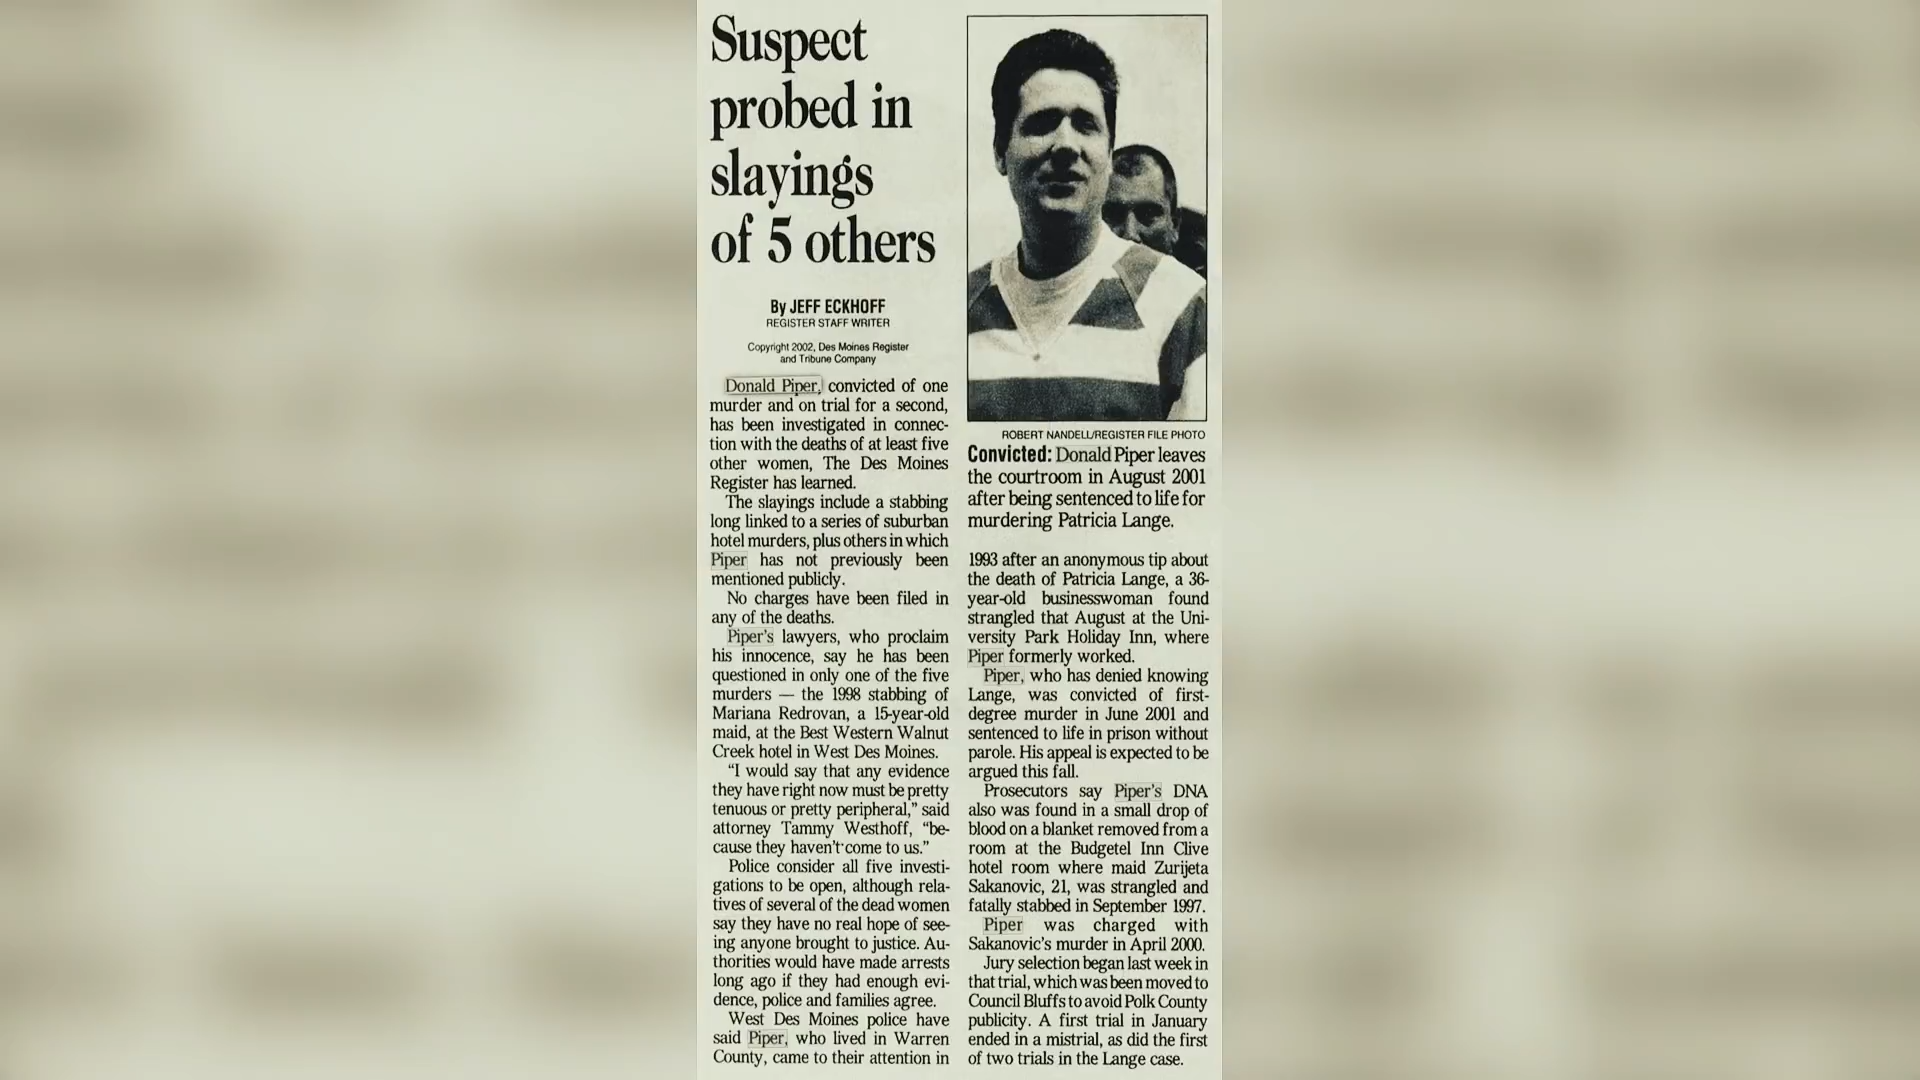 Suspect
probed in
slayings
of 5 others
By JEFF ECKHOFF
REGISTER STAFF WRITER
Copyright 2002, Des Moines Register
and Tribune Company
Donald Piper, convicted of one
murder and on trial for a second,
has been investigated in connec-
tion with the deaths of at least five
other women, The Des Moines
Register has learned.
The slayings include a stabbing
long linked to a series of suburban
hotel murders, plus others in which
Piper has not previously been
mentioned publicly.
No charges have been filed in
any of the deaths.
Piper's lawyers, who proclaim
his innocence, say he has been
questioned in only one of the five
murders — the 1998 stabbing of
Mariana Redrovan, a 15-year-old
maid, at the Best Western Walnut
Creek hotel in West Des Moines.
“I would say that any evidence
they have right now must be pretty
tenuous or pretty peripheral,” said
attorney Tammy Westhoff, “be-
cause they haven't come to us.”
Police consider all five investi-
gations to be open, although rela-
tives of several of the dead women
say they have no real hope of see-
ing anyone brought to justice. Au-
thorities would have made arrests
long ago if they had enough evi-
dence, police and families agree.
West Des Moines police have
said Piper, who lived in Warren
County, came to their attention in
ROBERT NANDELL/REGISTER FILE PHOTO
Convicted: Donald Piper leaves
the courtroom in August 2001
after being sentenced to life for
murdering Patricia Lange.
1993 after an anonymous tip about
the death of Patricia Lange, a 36-
year-old businesswoman found
strangled that August at the Uni-
versity Park Holiday Inn, where
Piper formerly worked.
Piper, who has denied knowing
Lange, was convicted of first-
degree murder in June 2001 and
sentenced to life in prison without
parole. His appeal is expected to be
argued this fall.
Prosecutors say Piper's DNA
also was found in a small drop of
blood on a blanket removed from a
room at the Budgetel Inn Clive
hotel room where maid Zurijeta
Sakanovic, 21, was strangled and
fatally stabbed in September 1997.
Piper was charged with
Sakanovic's murder in April 2000.
Jury selection began last week in
that trial, which was been moved to
Council Bluffs to avoid Polk County
publicity. A first trial in January
ended in a mistrial, as did the first
of two trials in the Lange case.